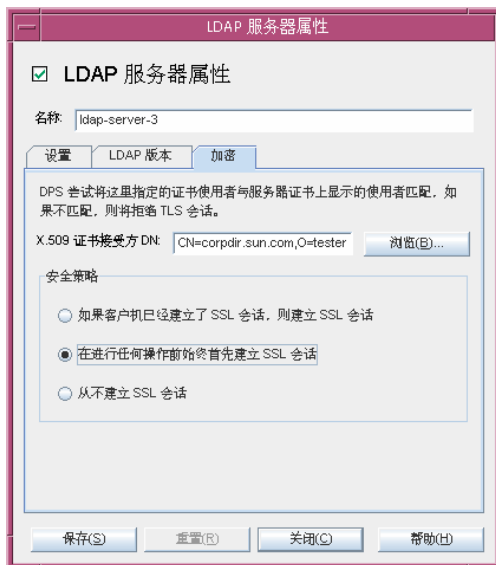 LDAP 服务器属性
LDAP 服务器属性
名称: ldap-server-3
设置 LDAP 版本 加密
DPS 尝试将这里指定的证书使用者与服务器证书上显示的使用者匹配，如
果不匹配，则将拒绝 TLS 会话。
X.509 证书接受方 DN: CN=corpdir.sun.com,O=tester 浏览(B)...
安全策略
如果客户机已经建立了 SSL 会话，则建立 SSL 会话
在进行任何操作前始终首先建立 SSL 会话
从不建立 SSL 会话
保存(S) 重置(R) 关闭(C) 帮助(H)